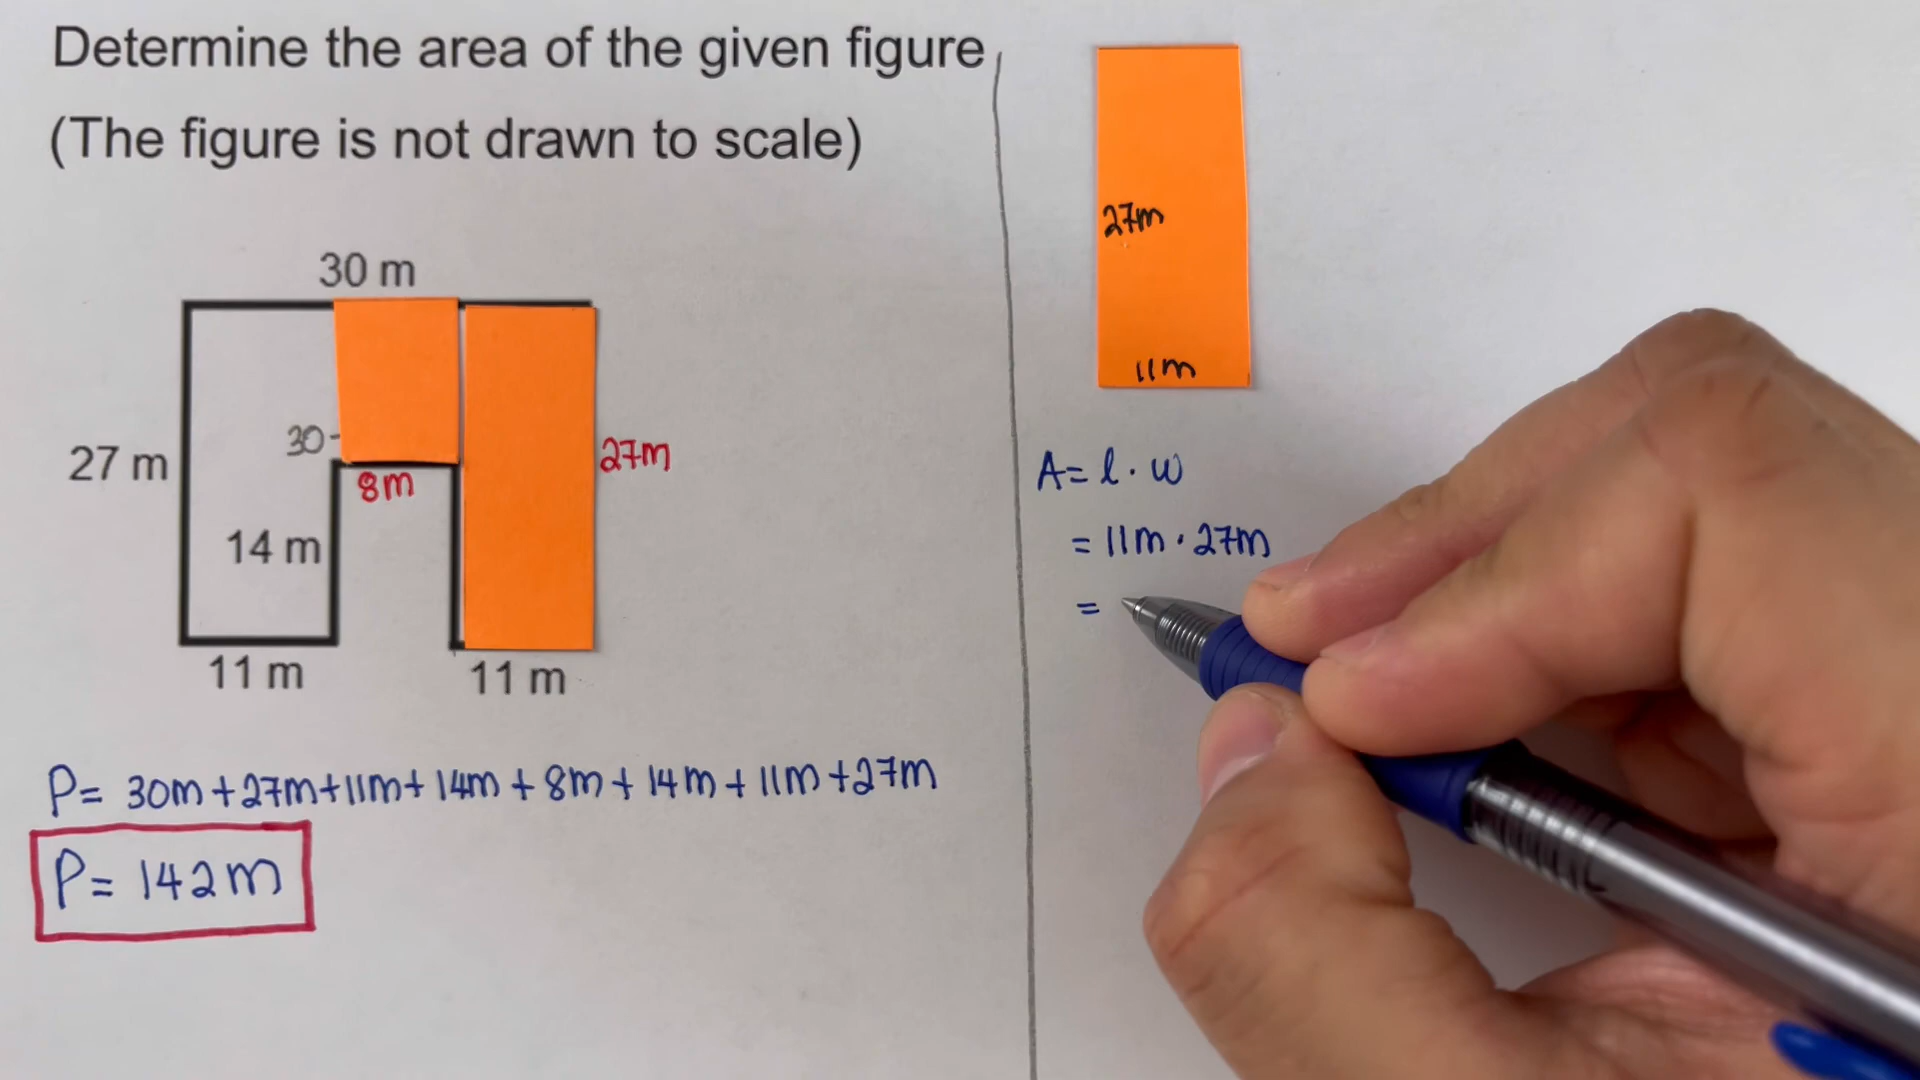 Determine the area of the given figure
(The figure is not drawn to scale)
30 m
27 m
30-
8m
14 m
27m
11 m
11 m
P= 30m+27m+11m+14m+8m+14m+11m+27m
P= 142m
27m
11m
A= l · w
= 11m · 27m
=